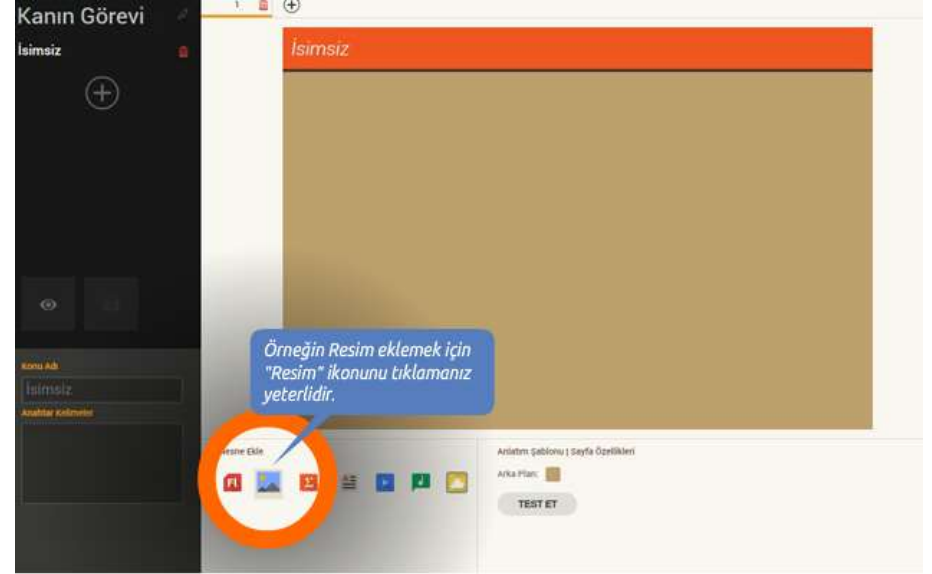 Kanın Görevi
İsimsiz
1
İsimsiz
Örneğin Resim eklemek için
"Resim" ikonunu tıklamanız
yeterlidir.
Konu Adı
İsimsiz
Anahtar Kelimeler
Nesne Ekle
Anlatım Şablonu | Sayfa Özellikleri
Arka Plan:
TEST ET